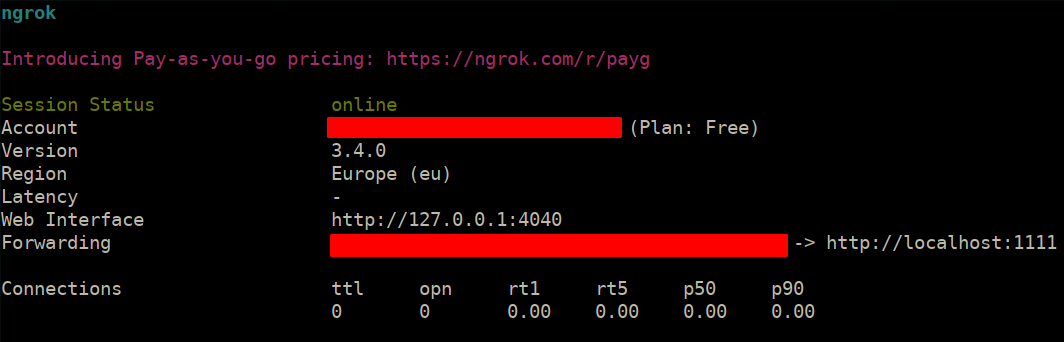 ngrok
Introducing Pay-as-you-go pricing: https://ngrok.com/r/payg
Session Status online
Account (Plan: Free)
Version 3.4.0
Region Europe (eu)
Latency -
Web Interface http://127.0.0.1:4040
Forwarding -> http://localhost:1111
Connections ttl opn rt1 rt5 p50 p90
0 0 0.00 0.00 0.00 0.00